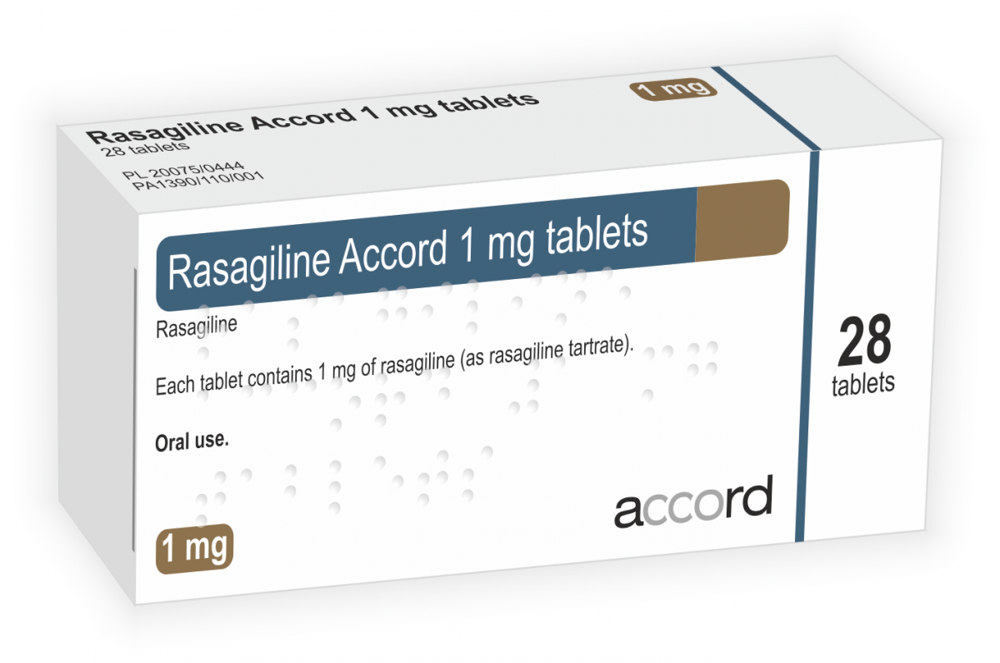 Rasagiline Accord 1 mg tablets
1 mg
28 tablets
PL 20075/0444
PA1390/110/001
Rasagiline Accord 1 mg tablets
Rasagiline
Each tablet contains 1 mg of rasagiline (as rasagiline tartrate).
Oral use.
1 mg
accord
28
tablets